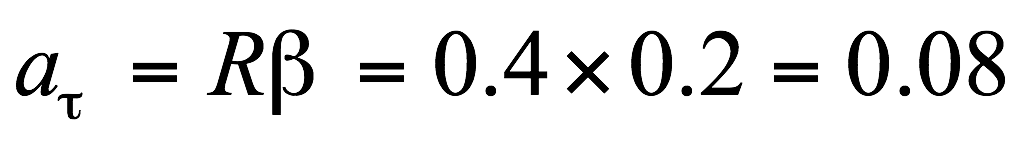 a_τ = Rβ = 0.4×0.2 = 0.08